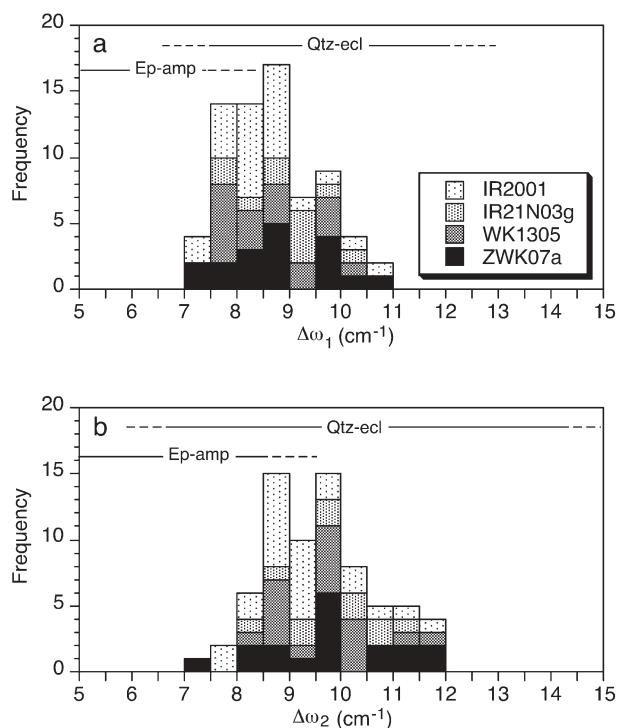 20
a
Qtz-ecl
Ep-amp
15
10
5
0
Frequency
IR2001
IR21N03g
WK1305
ZWK07a
5 6 7 8 9 10 11 12 13 14 15
Δω₁ (cm⁻¹)
20
b
Qtz-ecl
Ep-amp
15
10
5
0
Frequency
5 6 7 8 9 10 11 12 13 14 15
Δω₂ (cm⁻¹)